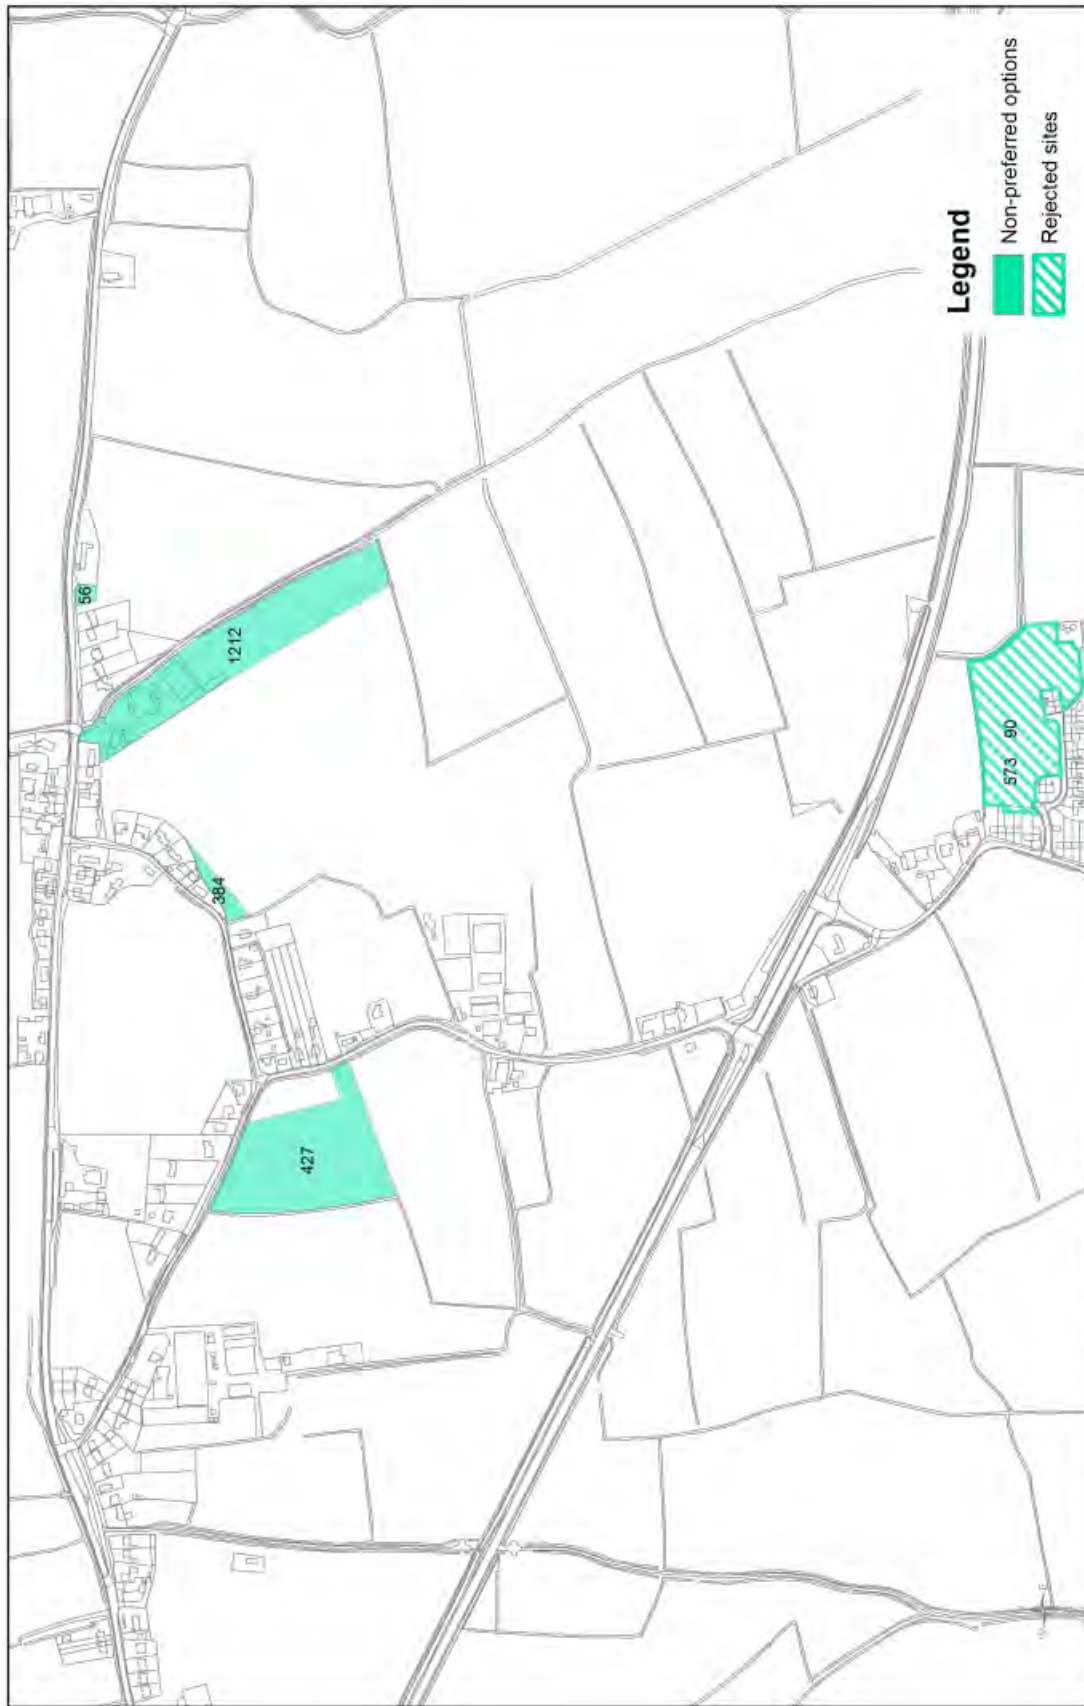 56
1212
384
427
573 90
Legend
Non-preferred options
Rejected sites